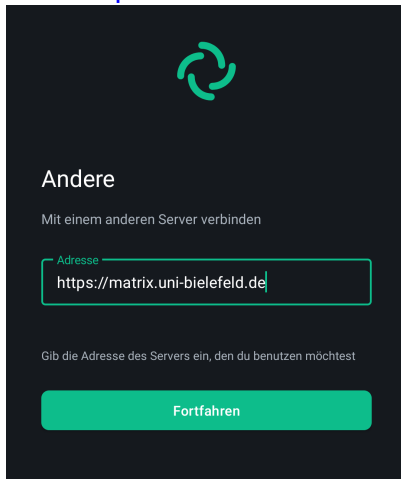 Andere
Mit einem anderen Server verbinden
Adresse
https://matrix.uni-bielefeld.de
Gib die Adresse des Servers ein, den du benutzen möchtest
Fortfahren